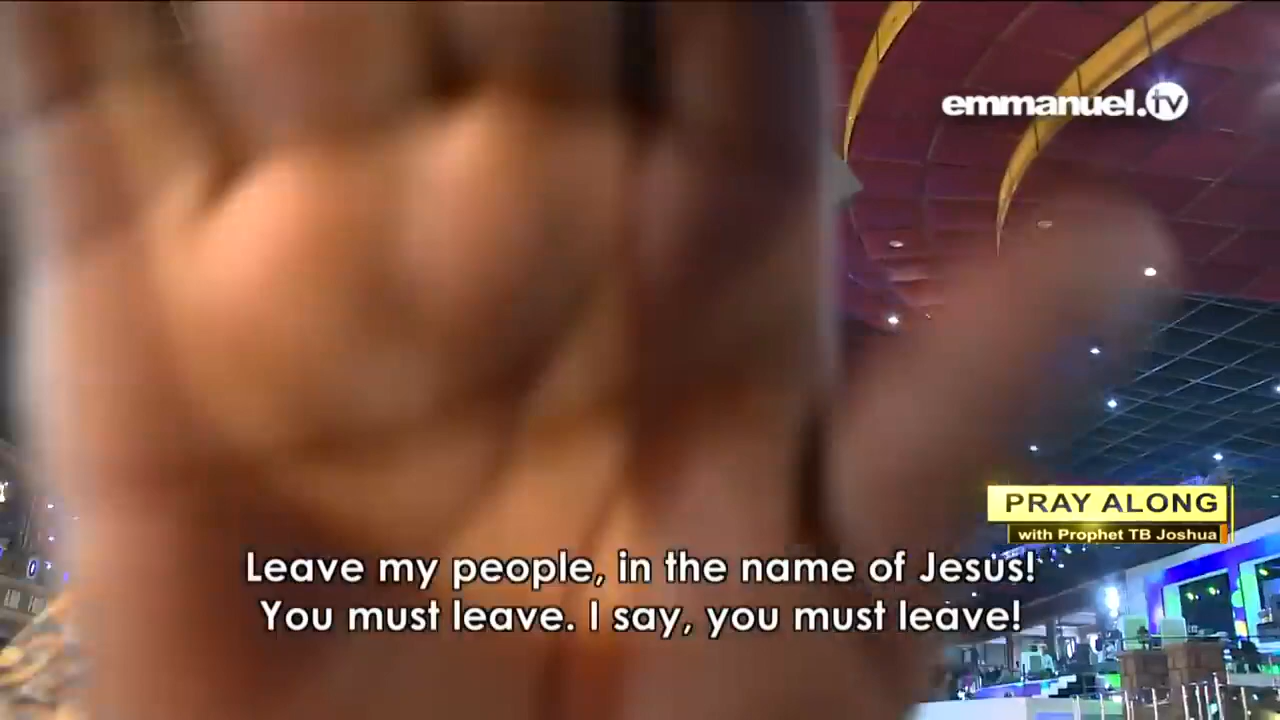 emmanuel.tv
PRAY ALONG
with Prophet TB Joshua
Leave my people, in the name of Jesus!
You must leave. I say, you must leave!